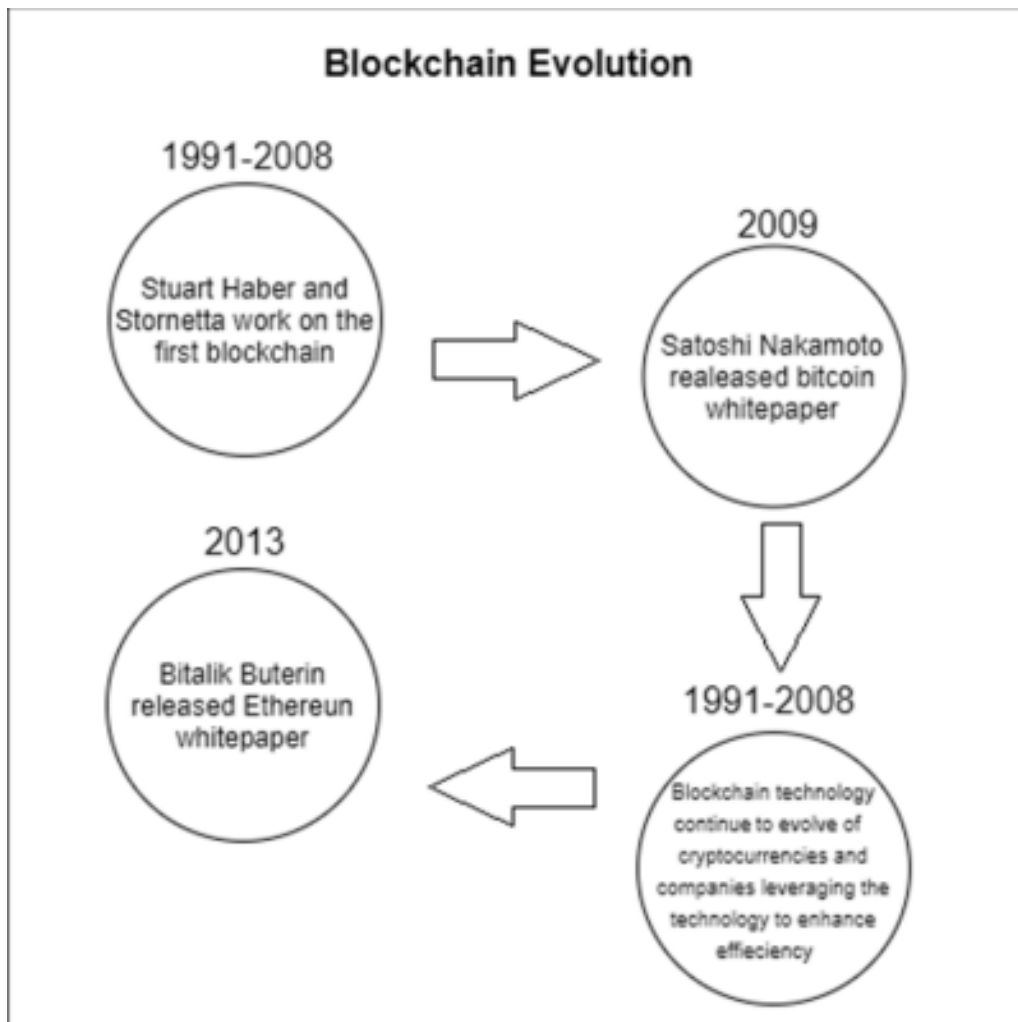 Blockchain Evolution
1991-2008
Stuart Haber and
Stornetta work on the
first blockchain
2009
Satoshi Nakamoto
realeased bitcoin
whitepaper
1991-2008
Blockchain technology
continue to evolve of
cryptocurrencies and
companies leveraging the
technology to enhance
effieciency
2013
Bitalik Buterin
released Ethereun
whitepaper